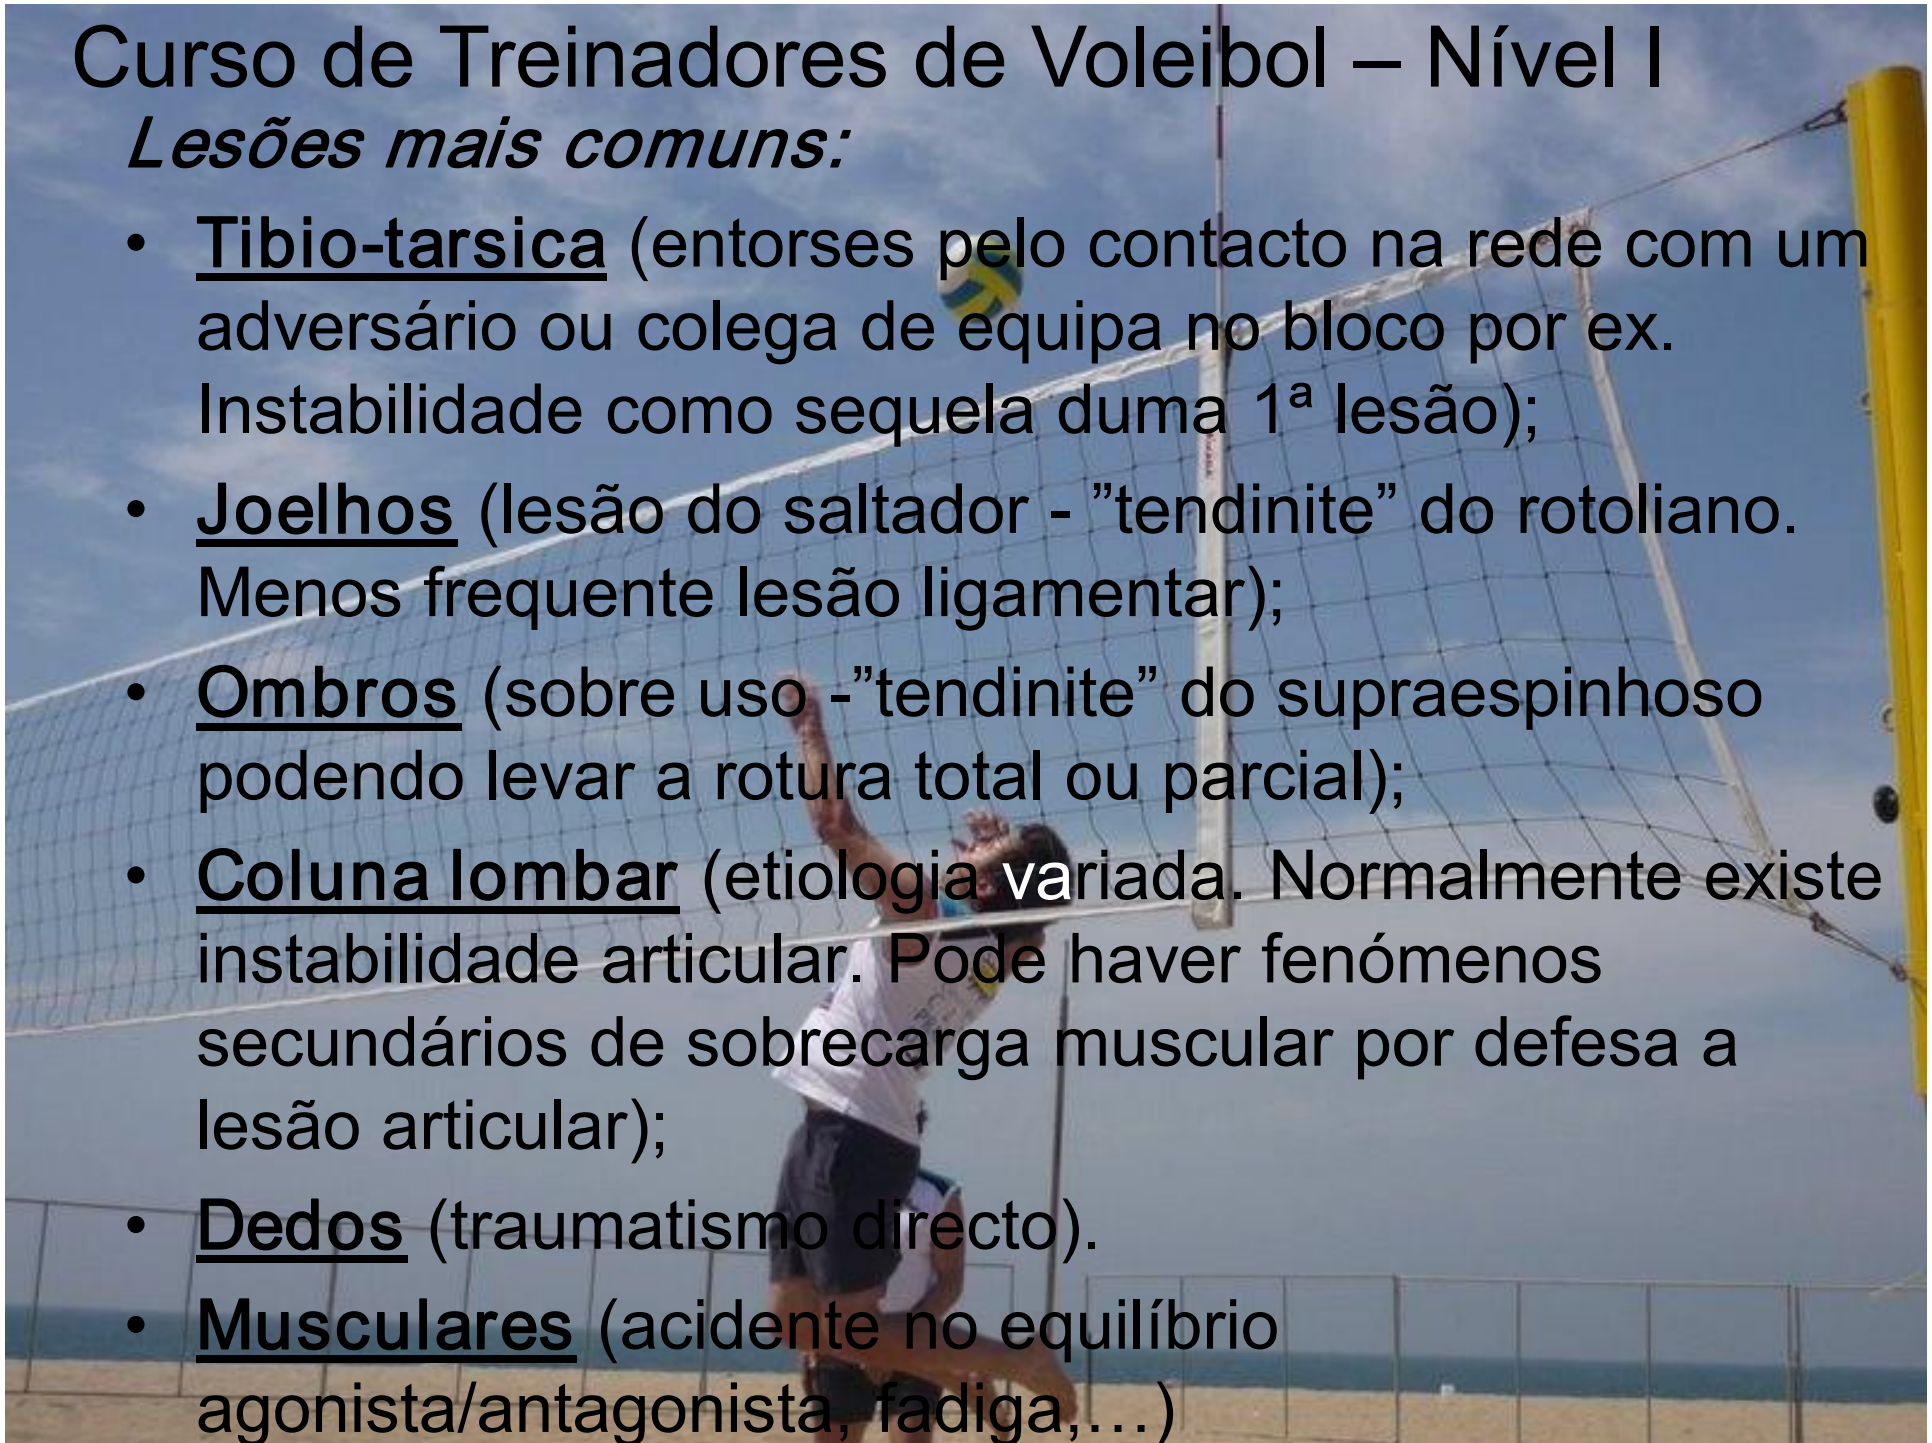 Curso de Treinadores de Voleibol – Nível I
Lesões mais comuns:
• Tibio-tarsica (entorses pelo contacto na rede com um
adversário ou colega de equipa no bloco por ex.
Instabilidade como sequela duma 1ª lesão);
• Joelhos (lesão do saltador - ”tendinite” do rotoliano.
Menos frequente lesão ligamentar);
• Ombros (sobre uso -”tendinite” do supraespinhoso
podendo levar a rotura total ou parcial);
• Coluna lombar (etiologia variada. Normalmente existe
instabilidade articular. Pode haver fenómenos
secundários de sobrecarga muscular por defesa a
lesão articular);
• Dedos (traumatismo directo).
• Musculares (acidente no equilíbrio
agonista/antagonista, fadiga,…)